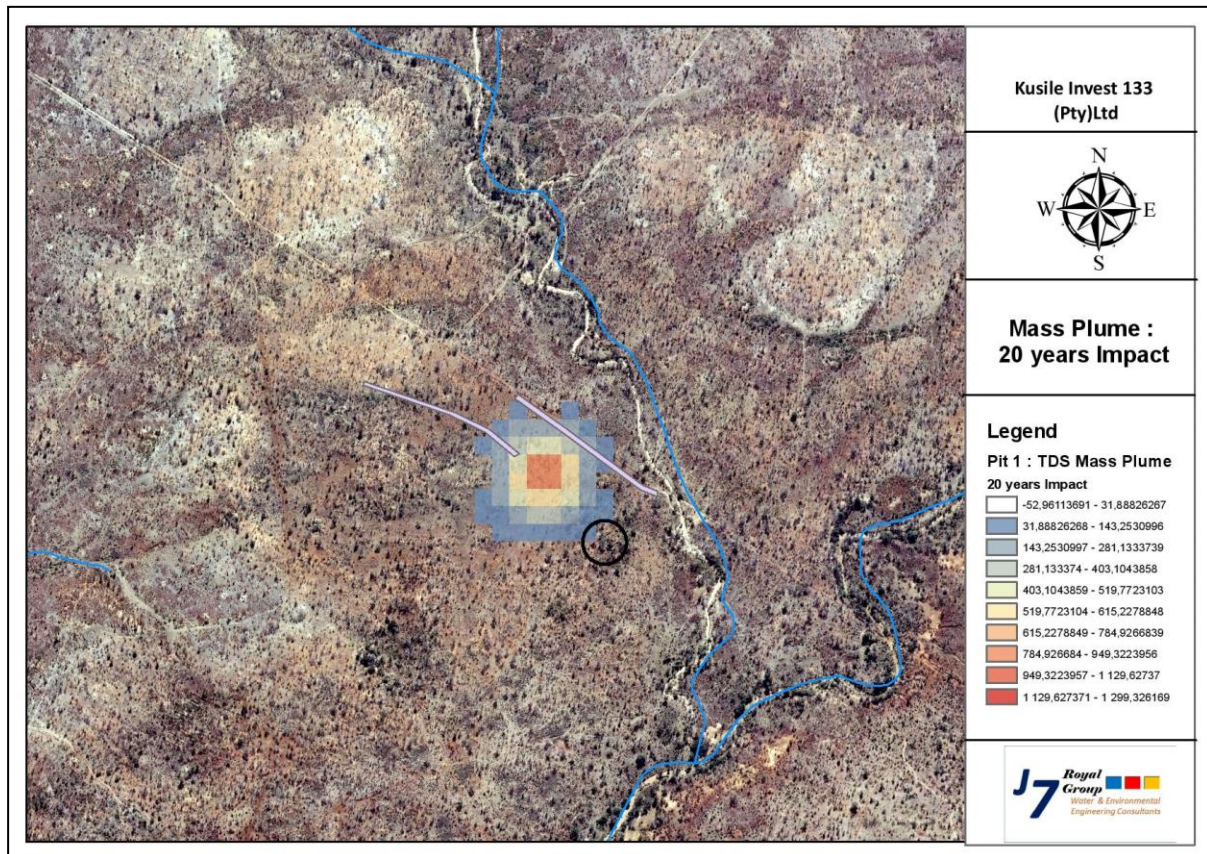 Kusile Invest 133
(Pty)Ltd
N
W
E
S
Mass Plume :
20 years Impact
Legend
Pit 1 : TDS Mass Plume
20 years Impact
-52,96113691 - 31,88826267
31,88826268 - 143,2530996
143,2530997 - 281,1333739
281,133374 - 403,1043858
403,1043859 - 519,7723103
519,7723104 - 615,2278848
615,2278849 - 784,9266839
784,926684 - 949,3223956
949,3223957 - 1 129,62737
1 129,627371 - 1 299,326169
J7
Royal
Group
Water & Environmental
Engineering Consultants